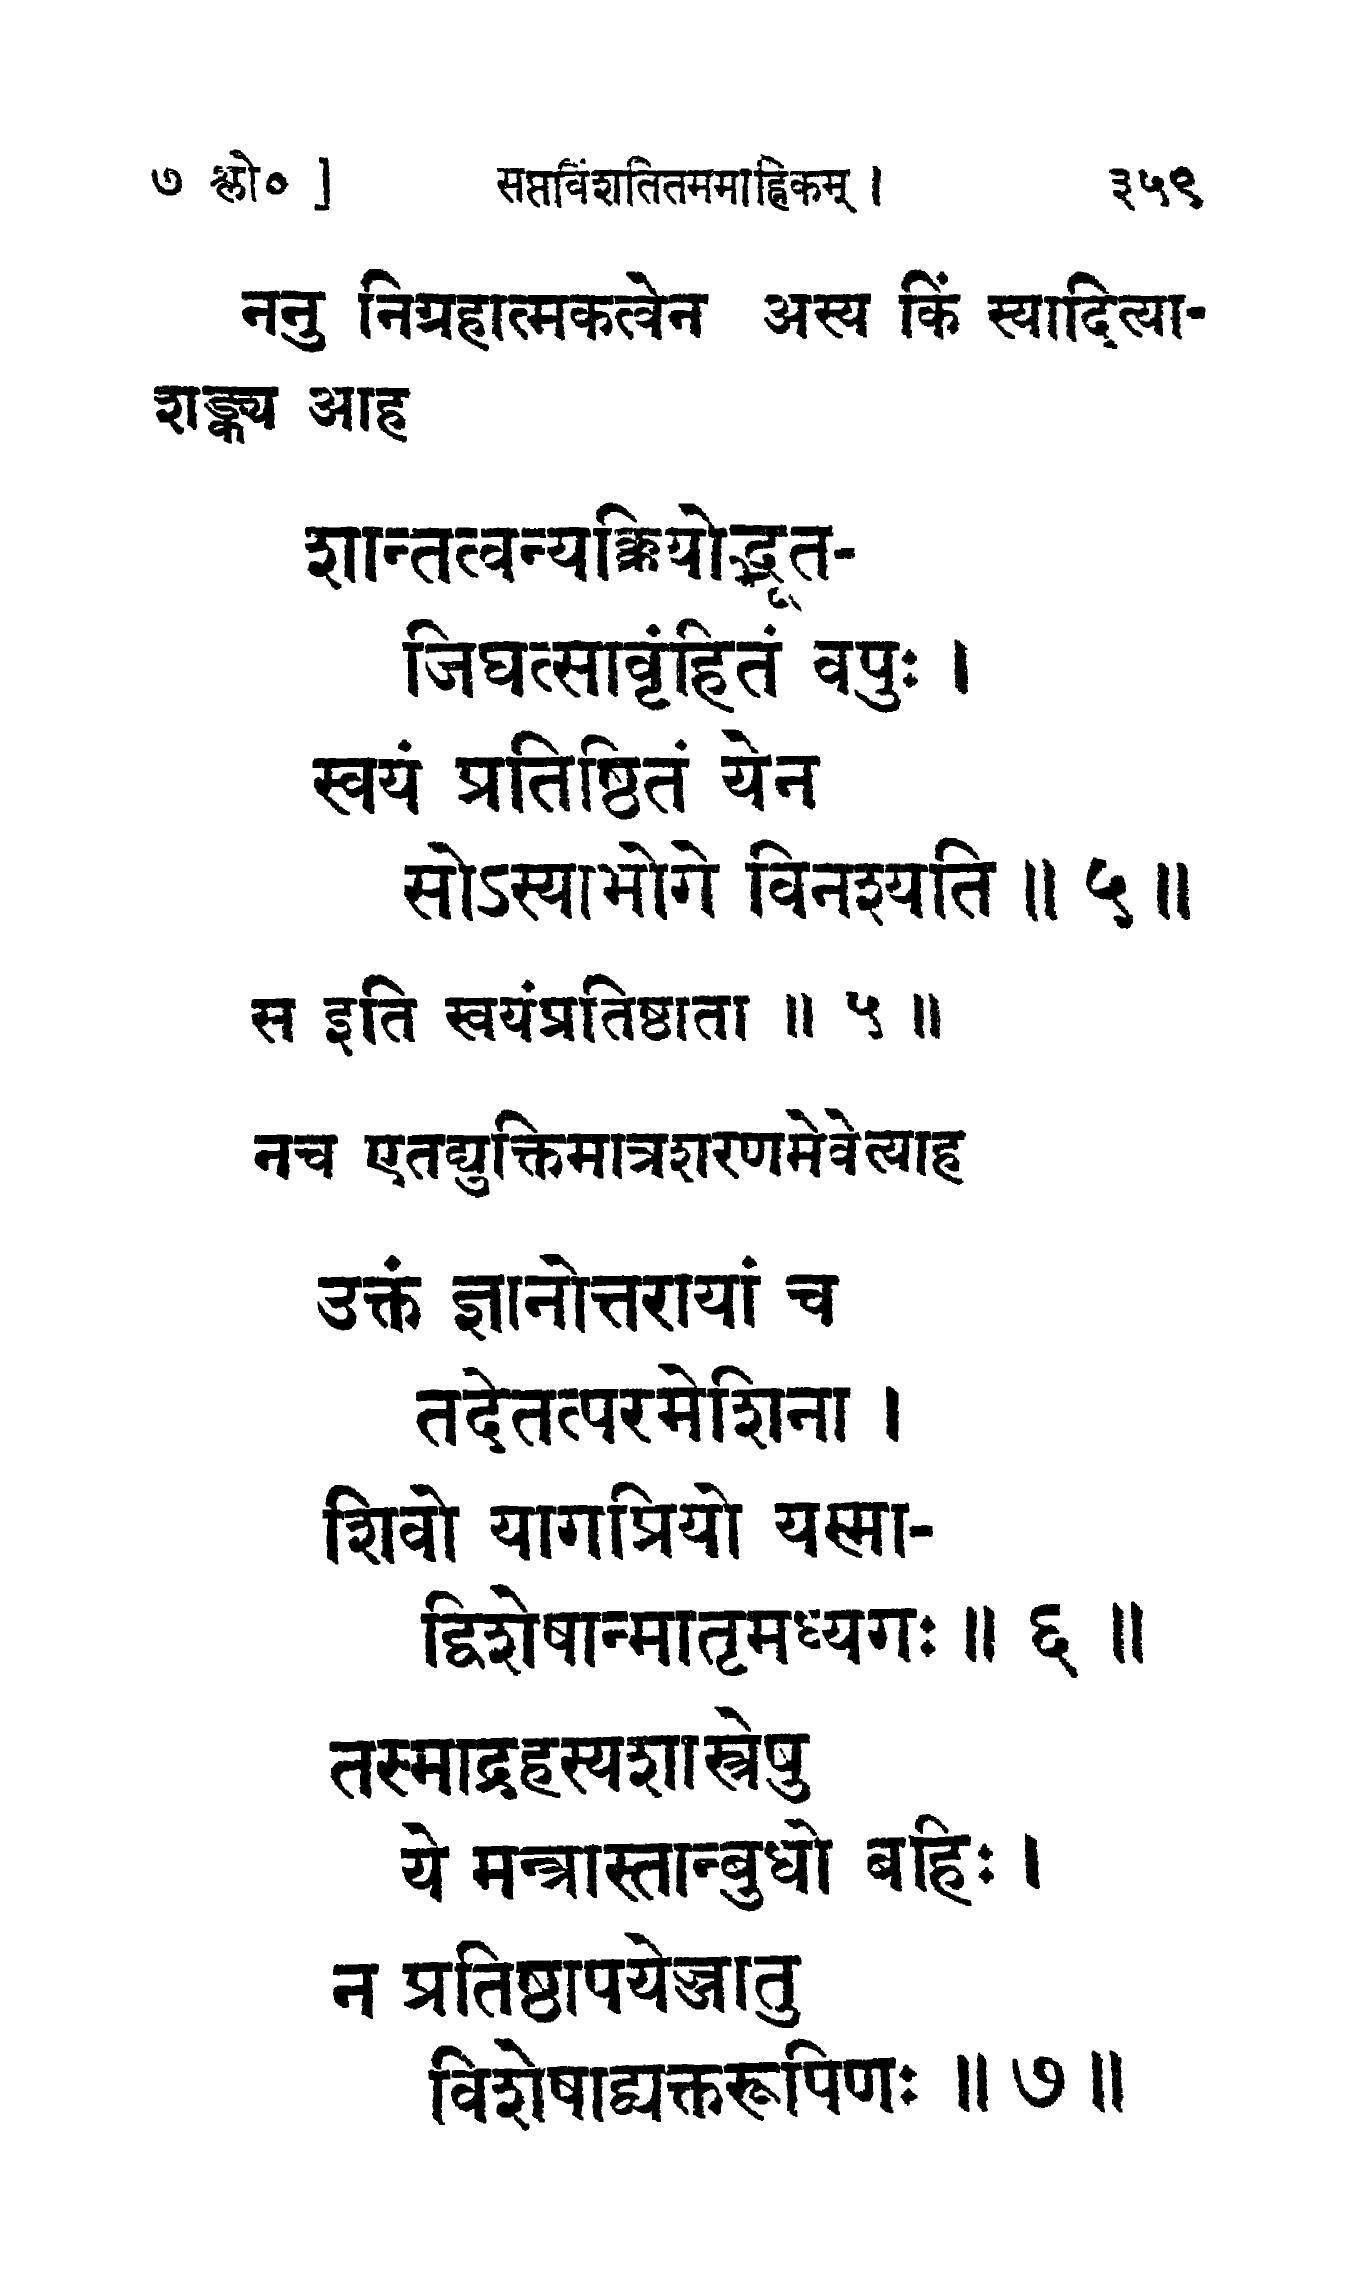 ७ श्लो० ] सप्तविंशतितममाह्निकम् । ३५९
ननु निग्रहात्मकत्वेन अस्य किं स्यादित्या-
शङ्क्य आह
शान्तत्वन्यक्क्रियोद्भूत-
जिघत्सावृंहितं वपुः ।
स्वयं प्रतिष्ठितं येन
सोऽस्याभोगे विनश्यति ॥ ५ ॥
स इति स्वयंप्रतिष्ठाता ॥ ५ ॥
नच एतद्युक्तिमात्रशरणमेवेत्याह
उक्तं ज्ञानोत्तरायां च
तदेतत्परमेशिना ।
शिवो यागप्रियो यस्मा-
द्विशेषान्मातृमध्यगः ॥ ६ ॥
तस्माद्रहस्यशास्त्रेषु
ये मन्त्रास्तान्बुधो बहिः ।
न प्रतिष्ठापयेज्जातु
विशेषाद्व्यक्तरूपिणः ॥ ७ ॥